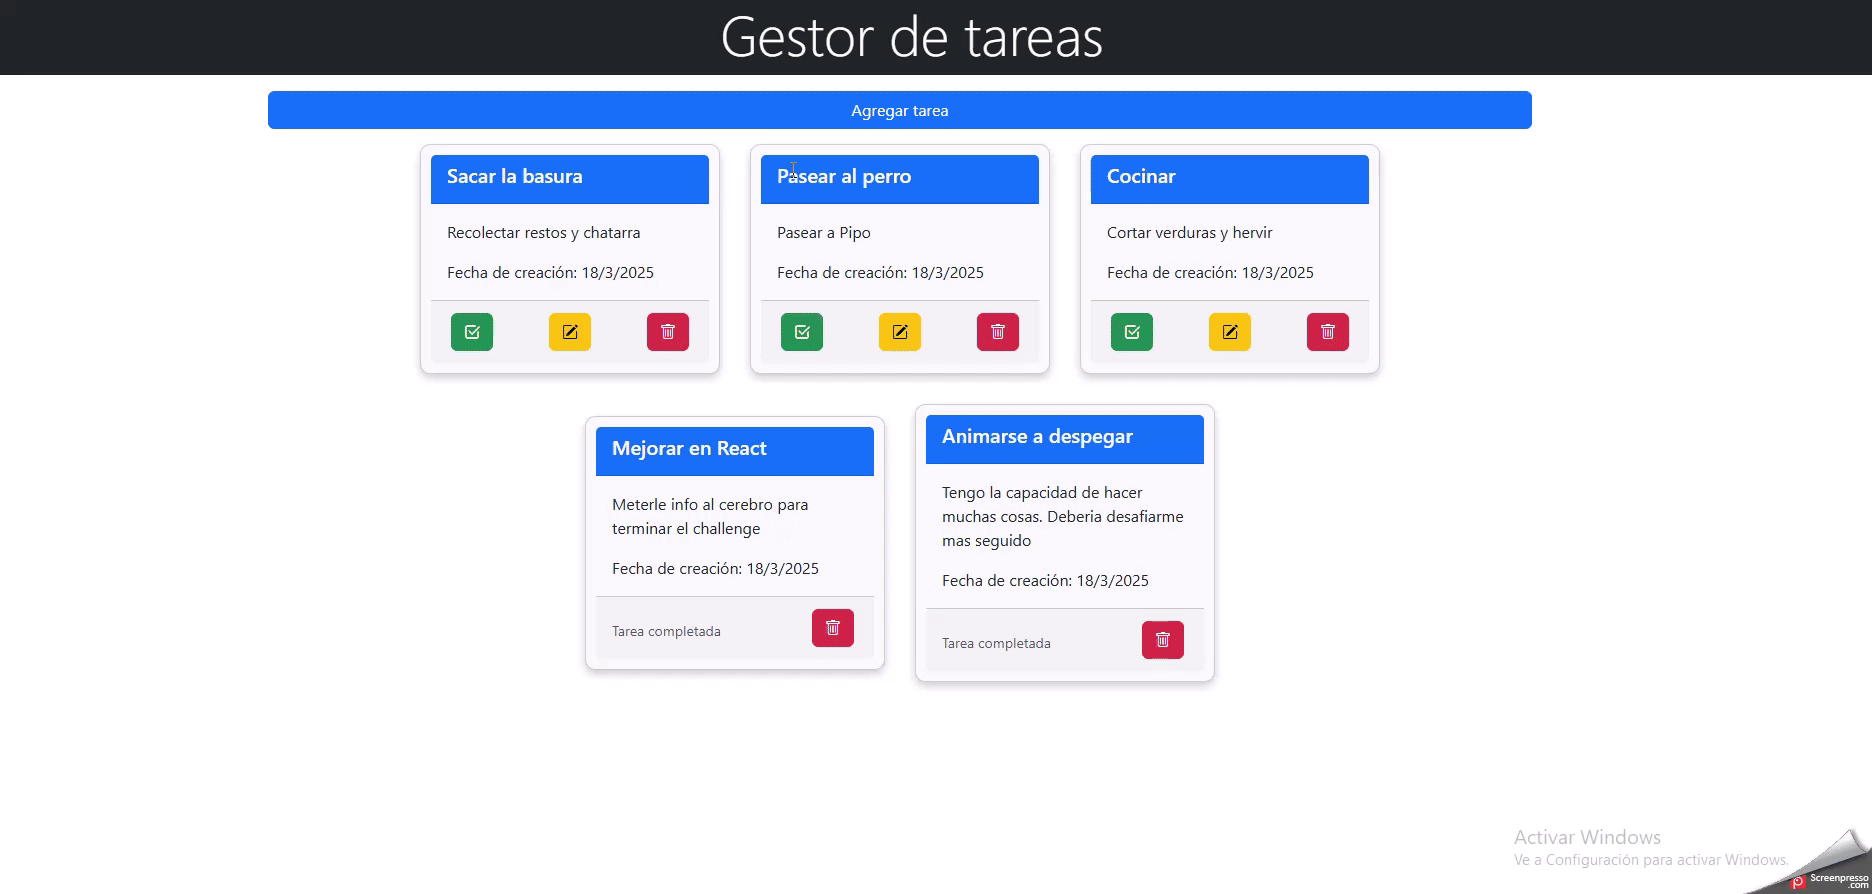 Gestor de tareas
Agregar tarea
Sacar la basura
Recolectar restos y chatarra
Fecha de creación: 18/3/2025
Pasear al perro
Pasear a Pipo
Fecha de creación: 18/3/2025
Cocinar
Cortar verduras y hervir
Fecha de creación: 18/3/2025
Mejorar en React
Meterle info al cerebro para
terminar el challenge
Fecha de creación: 18/3/2025
Tarea completada
Animarse a despegar
Tengo la capacidad de hacer
muchas cosas. Deberia desafiarme
mas seguido
Fecha de creación: 18/3/2025
Tarea completada
Activar Windows
Ve a Configuración para activar Windows.
Screenpresso
.com